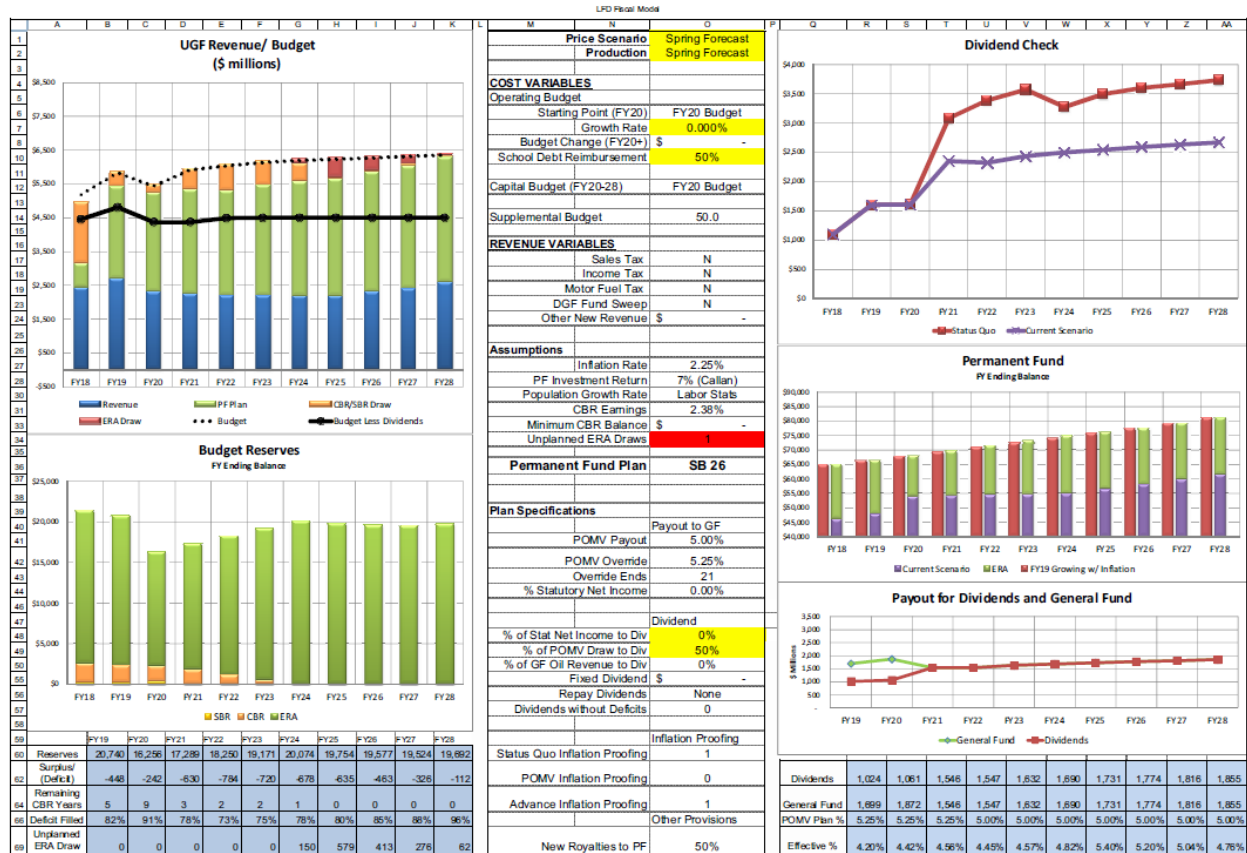 LFD Fiscal Model
A B C D E F G H I J K L M N O P Q R S T U V W X Y Z AA
UGF Revenue/ Budget
($ millions)
$8,500
$7,500
$6,500
$5,500
$4,500
$3,500
$2,500
$1,500
$500
-$500
FY18 FY19 FY20 FY21 FY22 FY23 FY24 FY25 FY26 FY27 FY28
Revenue PF Plan CBR/SBR Draw
ERA Draw Budget Budget Less Dividends
Budget Reserves
FY Ending Balance
$25,000
$20,000
$15,000
$10,000
$5,000
$0
FY18 FY19 FY20 FY21 FY22 FY23 FY24 FY25 FY26 FY27 FY28
SBR CBR ERA
FY19 FY20 FY21 FY22 FY23 FY24 FY25 FY26 FY27 FY28
Reserves 20,740 16,256 17,289 18,250 19,171 20,074 19,754 19,577 19,524 19,692
Surplus/
(Deficit) -448 -242 -630 -784 -720 -678 -635 -463 -326 -112
Remaining
CBR Years 5 9 3 2 2 1 0 0 0 0
Deficit Filled 82% 91% 78% 73% 75% 78% 80% 85% 88% 96%
Unplanned
ERA Draw 0 0 0 0 0 150 579 413 276 62
Price Scenario Spring Forecast
Production Spring Forecast
COST VARIABLES
Operating Budget
Starting Point (FY20) FY20 Budget
Growth Rate 0.000%
Budget Change (FY20+) $ -
School Debt Reimbursement 50%
Capital Budget (FY20-28) FY20 Budget
Supplemental Budget 50.0
REVENUE VARIABLES
Sales Tax N
Income Tax N
Motor Fuel Tax N
DGF Fund Sweep N
Other New Revenue $ -
Assumptions
Inflation Rate 2.25%
PF Investment Return 7% (Callan)
Population Growth Rate Labor Stats
CBR Earnings 2.38%
Minimum CBR Balance $ -
Unplanned ERA Draws 1
Permanent Fund Plan SB 26
Plan Specifications
Payout to GF
POMV Payout 5.00%
POMV Override 5.25%
Override Ends 21
% Statutory Net Income 0.00%
Dividend
% of Stat Net Income to Div 0%
% of POMV Draw to Div 50%
% of GF Oil Revenue to Div 0%
Fixed Dividend $ -
Repay Dividends None
Dividends without Deficits 0
Inflation Proofing
Status Quo Inflation Proofing 1
POMV Inflation Proofing 0
Advance Inflation Proofing 1
Other Provisions
New Royalties to PF 50%
Dividend Check
$4,000
$3,500
$3,000
$2,500
$2,000
$1,500
$1,000
$500
$0
FY18 FY19 FY20 FY21 FY22 FY23 FY24 FY25 FY26 FY27 FY28
Status Quo Current Scenario
Permanent Fund
FY Ending Balance
$90,000
$85,000
$80,000
$75,000
$70,000
$65,000
$60,000
$55,000
$50,000
$45,000
$40,000
FY18 FY19 FY20 FY21 FY22 FY23 FY24 FY25 FY26 FY27 FY28
Current Scenario ERA FY19 Growing w/ Inflation
Payout for Dividends and General Fund
$ Millions
3,500
3,000
2,500
2,000
1,500
1,000
500
-
FY19 FY20 FY21 FY22 FY23 FY24 FY25 FY26 FY27 FY28
General Fund Dividends
Dividends 1,024 1,061 1,546 1,547 1,632 1,690 1,731 1,774 1,816 1,855
General Fund 1,699 1,872 1,546 1,547 1,632 1,690 1,731 1,774 1,816 1,855
POMV Plan % 5.25% 5.25% 5.25% 5.00% 5.00% 5.00% 5.00% 5.00% 5.00% 5.00%
Effective % 4.20% 4.42% 4.56% 4.45% 4.57% 4.82% 5.40% 5.20% 5.04% 4.76%